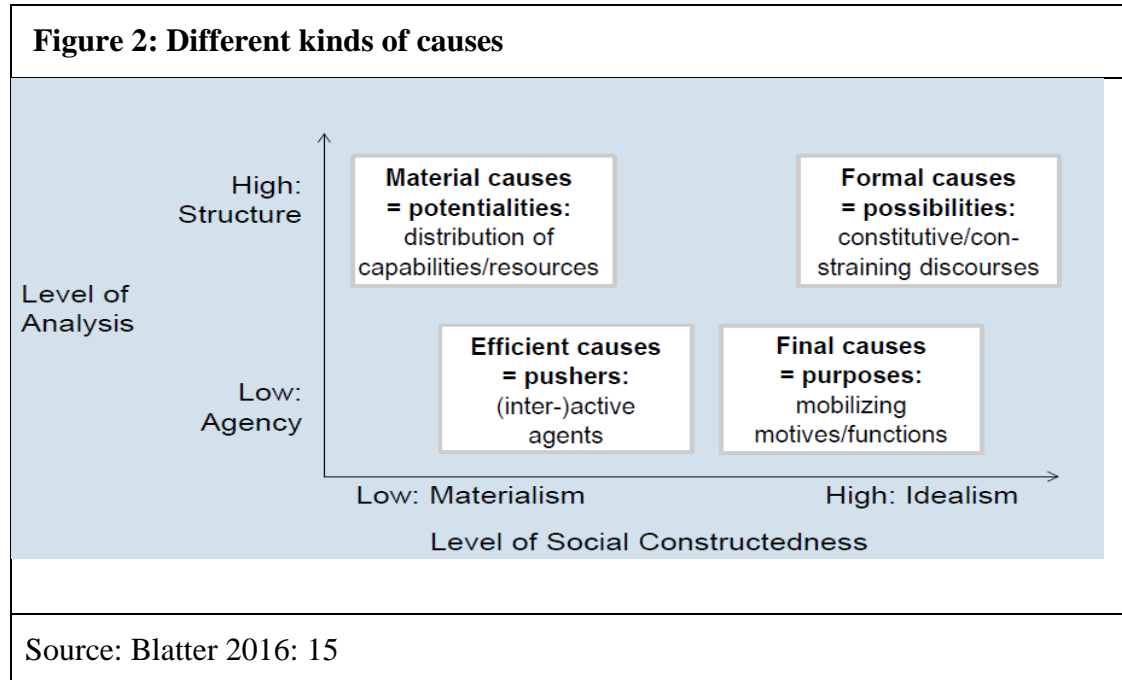 Figure 2: Different kinds of causes
High:
Structure
Material causes
= potentialities:
distribution of
capabilities/resources
Formal causes
= possibilities:
constitutive/con-
straining discourses
Level of
Analysis
Low:
Agency
Efficient causes
= pushers:
(inter-)active
agents
Final causes
= purposes:
mobilizing
motives/functions
Low: Materialism
High: Idealism
Level of Social Constructedness
Source: Blatter 2016: 15